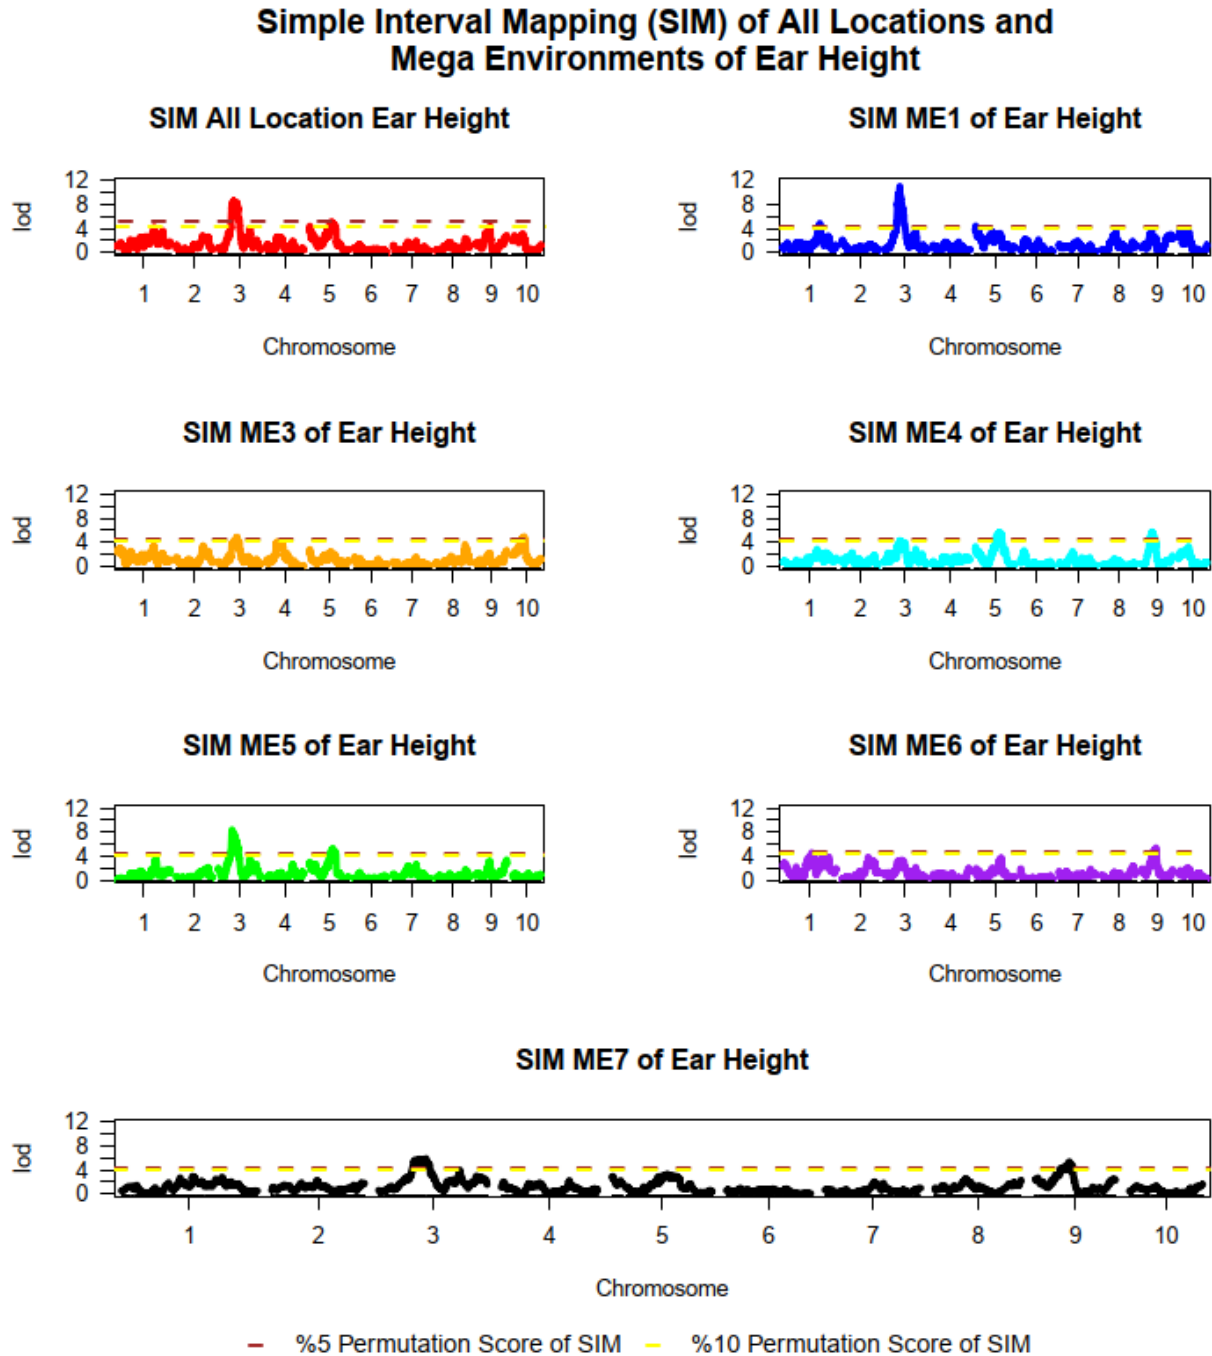 Simple Interval Mapping (SIM) of All Locations and
Mega Environments of Ear Height
SIM All Location Ear Height
lod
12
8
4
0
1 2 3 4 5 6 7 8 9 10
Chromosome
SIM ME1 of Ear Height
lod
12
8
4
0
1 2 3 4 5 6 7 8 9 10
Chromosome
SIM ME3 of Ear Height
lod
12
8
4
0
1 2 3 4 5 6 7 8 9 10
Chromosome
SIM ME4 of Ear Height
lod
12
8
4
0
1 2 3 4 5 6 7 8 9 10
Chromosome
SIM ME5 of Ear Height
lod
12
8
4
0
1 2 3 4 5 6 7 8 9 10
Chromosome
SIM ME6 of Ear Height
lod
12
8
4
0
1 2 3 4 5 6 7 8 9 10
Chromosome
SIM ME7 of Ear Height
lod
12
8
4
0
1 2 3 4 5 6 7 8 9 10
Chromosome
%5 Permutation Score of SIM %10 Permutation Score of SIM